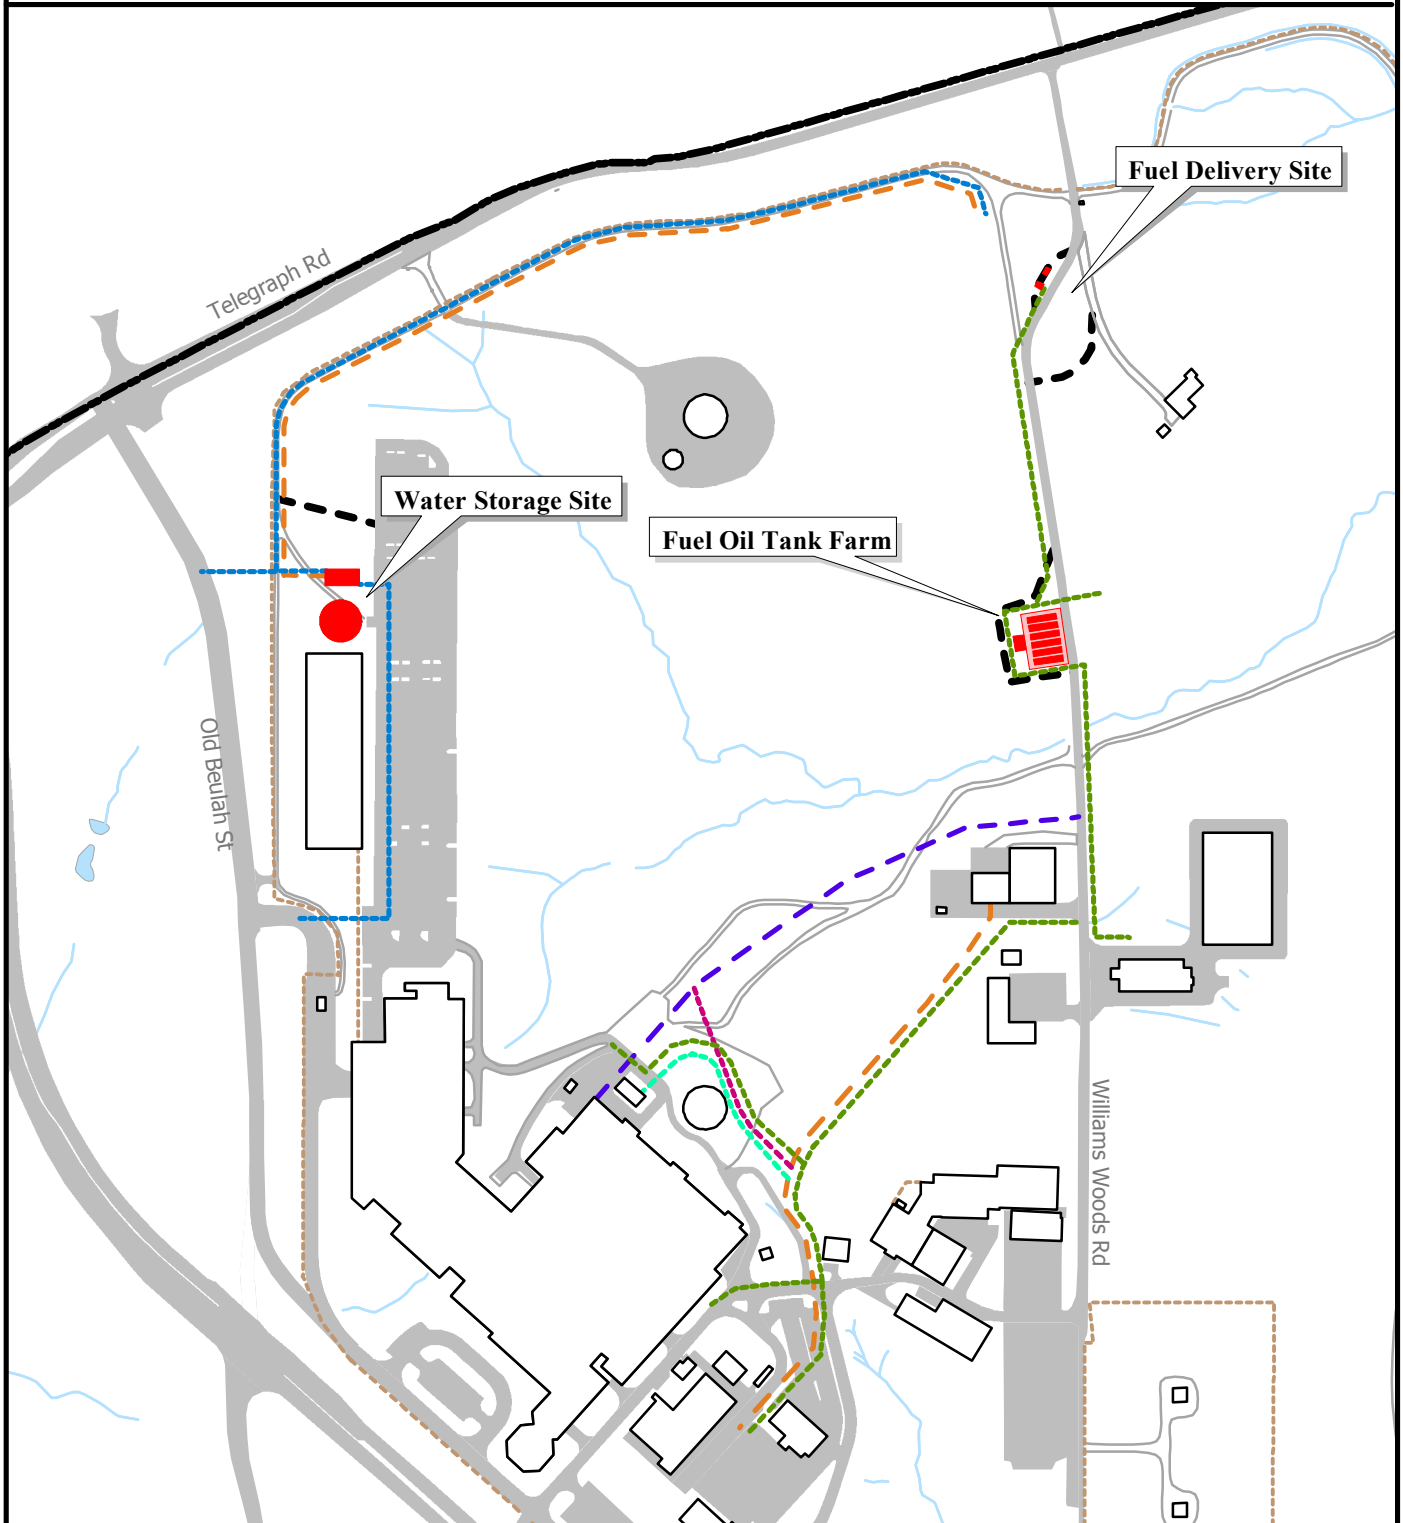 Fuel Delivery Site
Telegraph Rd
Water Storage Site
Fuel Oil Tank Farm
Old Beulah St
Williams Woods Rd